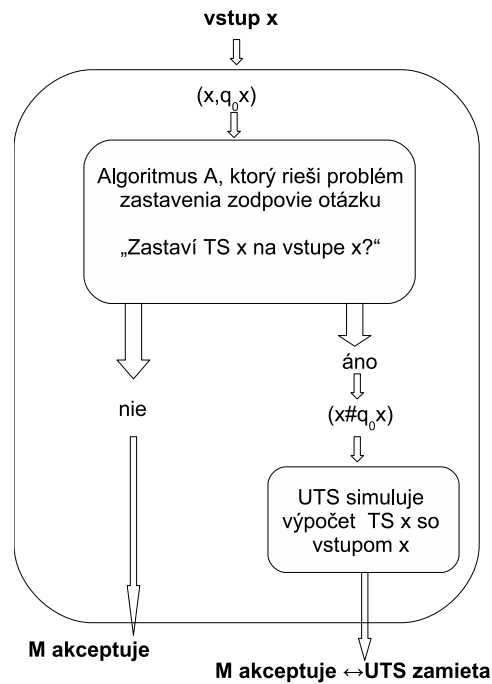 vstup x
(x,q₀x)
Algoritmus A, ktorý rieši problém
zastavenia zodpovie otázku
„Zastaví TS x na vstupe x?“
áno
nie
(x#q₀x)
UTS simuluje
výpočet TS x so
vstupom x
M akceptuje
M akceptuje ↔UTS zamieta